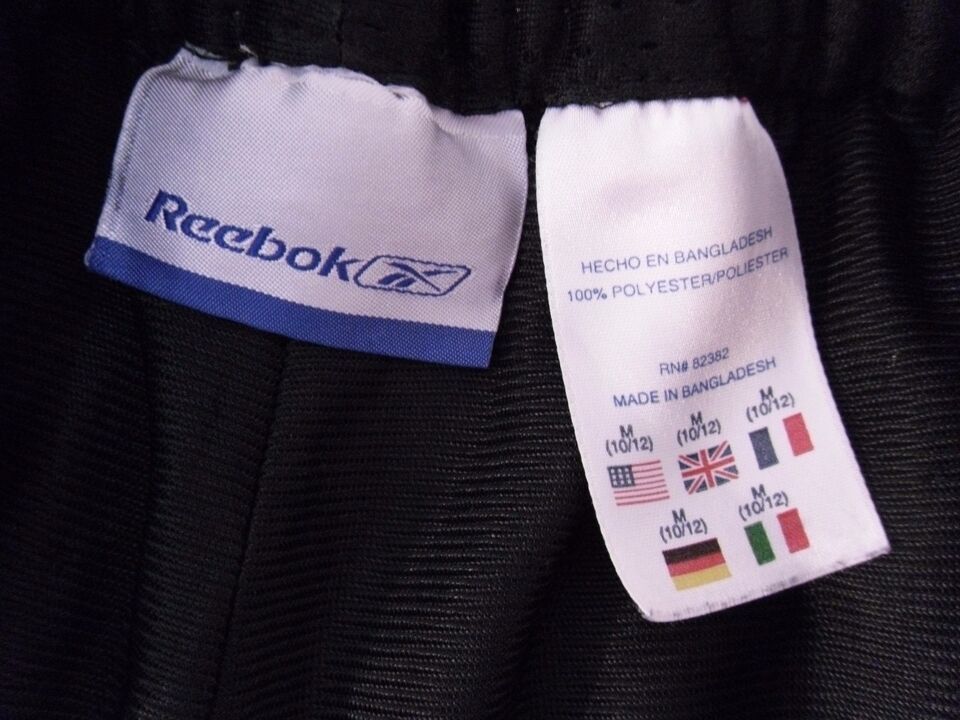 Reebok
HECHO EN BANGLADESH
100% POLYESTER/POLIESTER
RN# 82382
MADE IN BANGLADESH
M M M
(10/12) (10/12) (10/12)
M M
(10/12) (10/12)